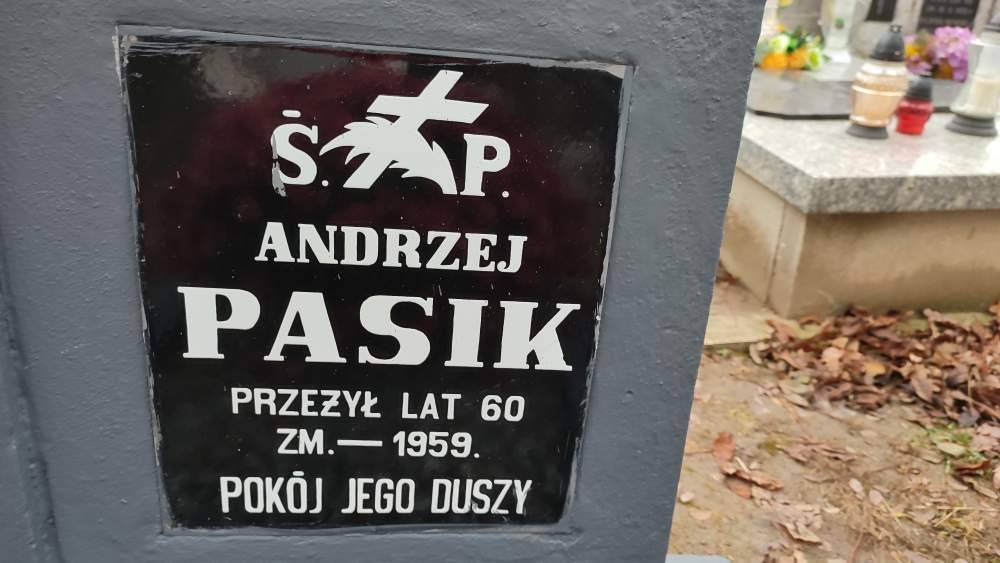 Ś. P.
ANDRZEJ
PASIK
PRZEŻYŁ LAT 60
ZM. — 1959.
POKÓJ JEGO DUSZY